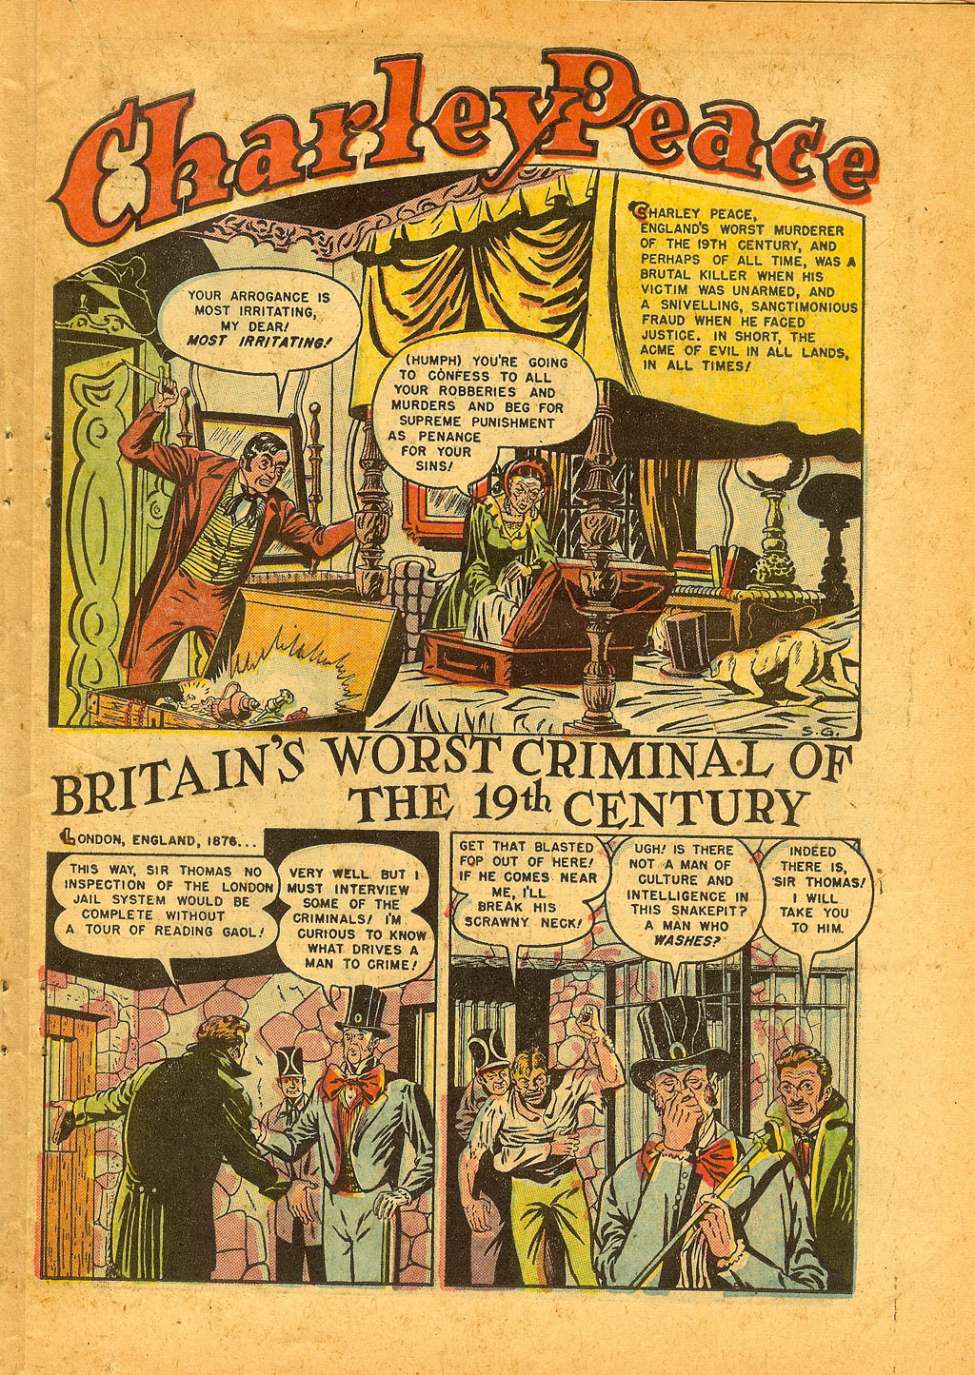 Charley Peace
CHARLEY PEACE,
ENGLAND'S WORST MURDERER
OF THE 19TH CENTURY, AND
PERHAPS OF ALL TIME, WAS A
BRUTAL KILLER WHEN HIS
VICTIM WAS UNARMED, AND
A SNIVELLING, SANCTIMONIOUS
FRAUD WHEN HE FACED
JUSTICE. IN SHORT, THE
ACME OF EVIL IN ALL LANDS,
IN ALL TIMES!
YOUR ARROGANCE IS
MOST IRRITATING,
MY DEAR!
MOST IRRITATING!
(HUMPH) YOU'RE GOING
TO CONFESS TO ALL
YOUR ROBBERIES AND
MURDERS AND BEG FOR
SUPREME PUNISHMENT
AS PENANCE
FOR YOUR
SINS!
S.G.
BRITAIN'S WORST CRIMINAL OF
THE 19th CENTURY
LONDON, ENGLAND, 1876...
THIS WAY, SIR THOMAS NO
INSPECTION OF THE LONDON
JAIL SYSTEM WOULD BE
COMPLETE WITHOUT
A TOUR OF READING GAOL!
VERY WELL BUT I
MUST INTERVIEW
SOME OF THE
CRIMINALS! I'M
CURIOUS TO KNOW
WHAT DRIVES A
MAN TO CRIME!
GET THAT BLASTED
FOP OUT OF HERE!
IF HE COMES NEAR
ME, I'LL
BREAK HIS
SCRAWNY NECK!
UGH! IS THERE
NOT A MAN OF
CULTURE AND
INTELLIGENCE IN
THIS SNAKEPIT?
A MAN WHO
WASHES?
INDEED
THERE IS,
SIR THOMAS!
I WILL
TAKE YOU
TO HIM.